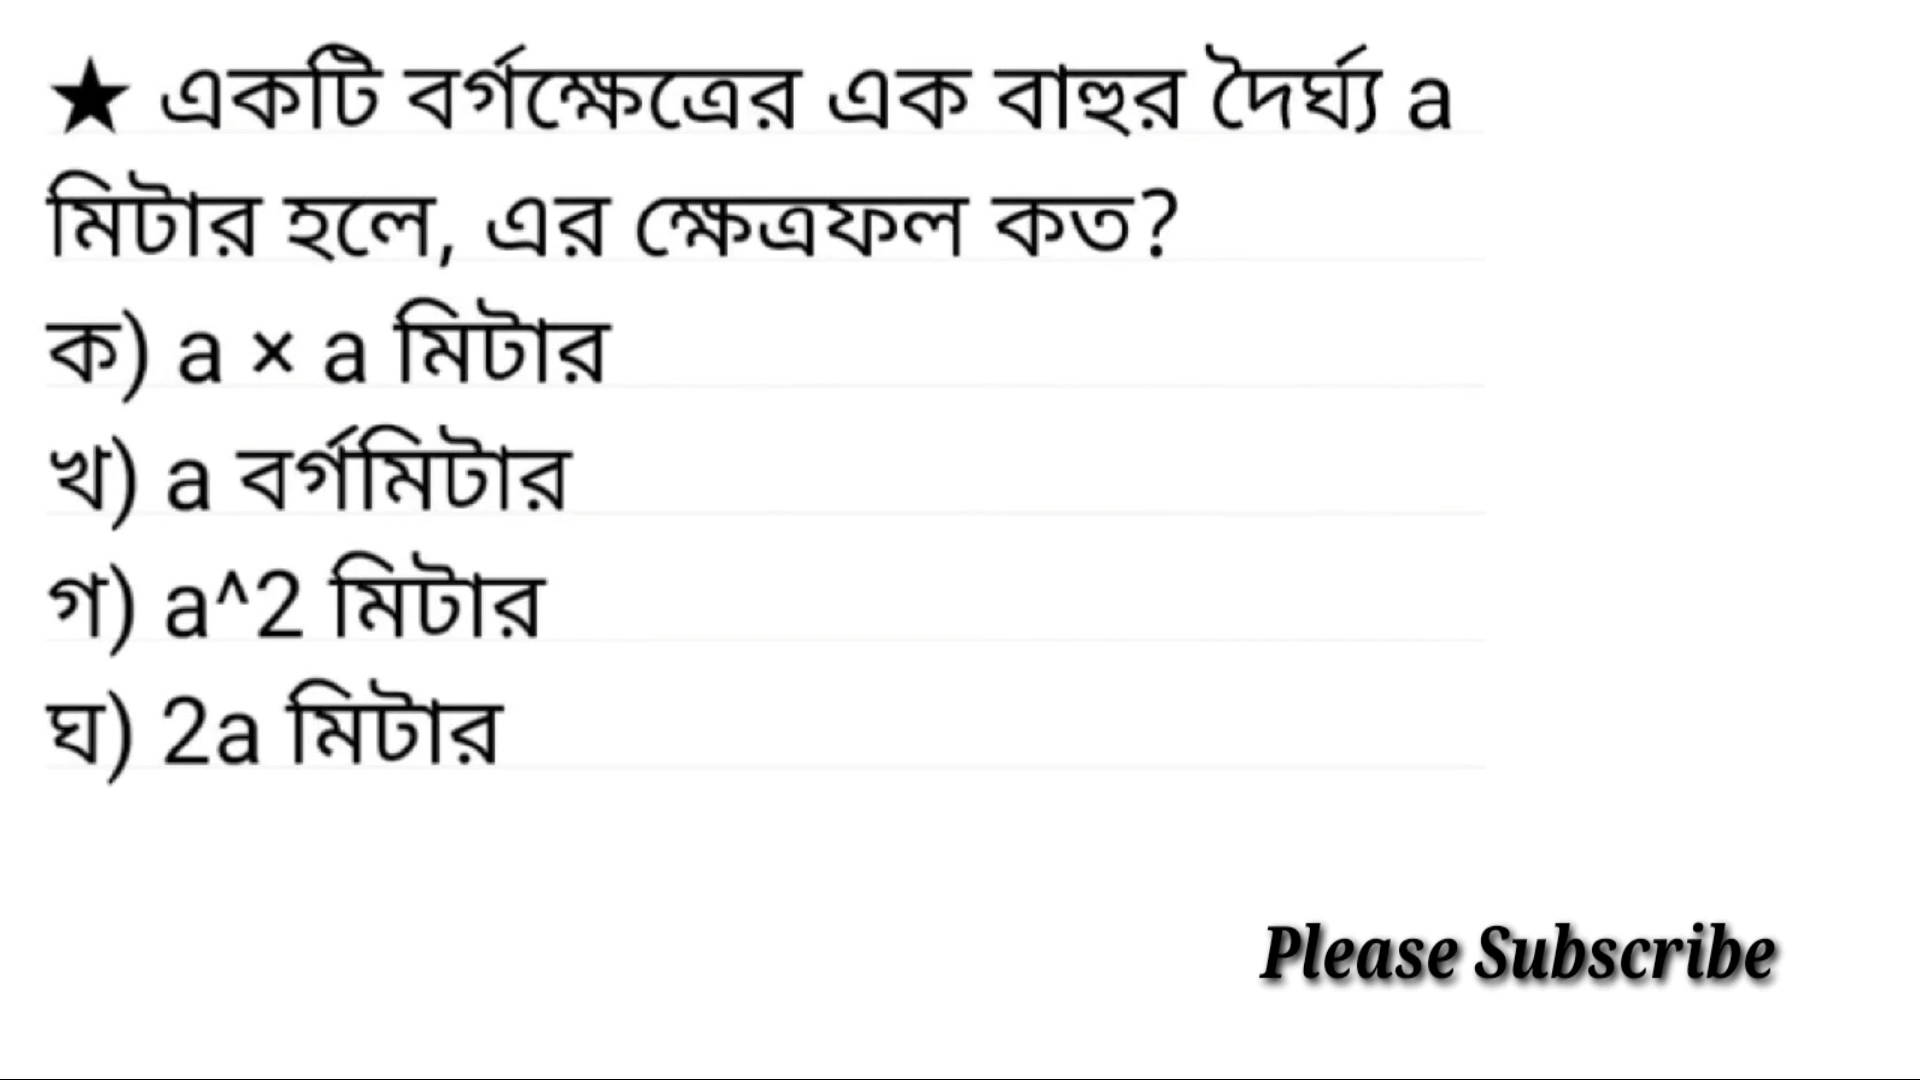 ★ একটি বর্গক্ষেত্রের এক বাহুর দৈর্ঘ্য a
মিটার হলে, এর ক্ষেত্রফল কত?
ক) a × a মিটার
খ) a বর্গমিটার
গ) a^2 মিটার
ঘ) 2a মিটার
Please Subscribe